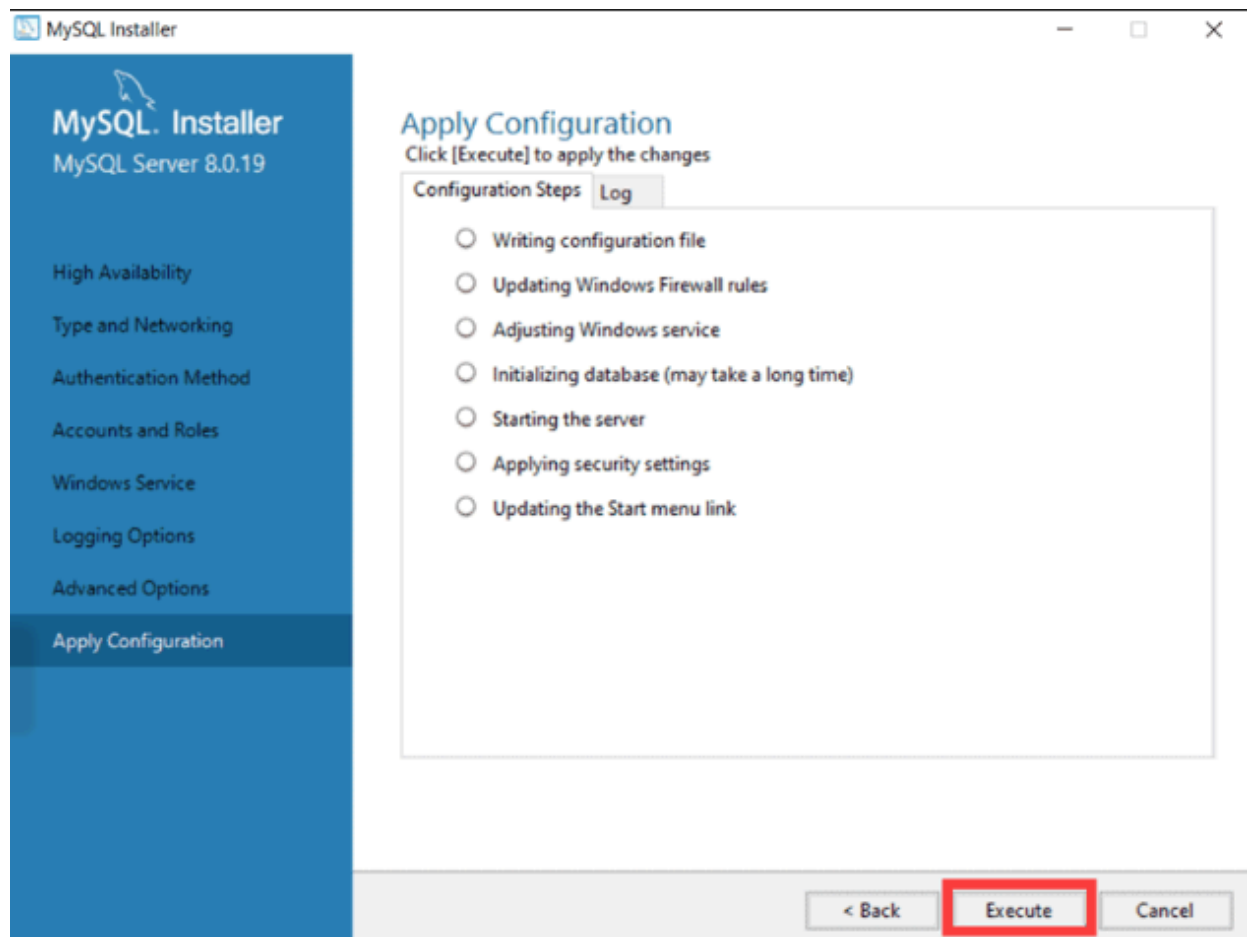 MySQL Installer
MySQL. Installer
MySQL Server 8.0.19
High Availability
Type and Networking
Authentication Method
Accounts and Roles
Windows Service
Logging Options
Advanced Options
Apply Configuration
Apply Configuration
Click [Execute] to apply the changes
Configuration Steps Log
Writing configuration file
Updating Windows Firewall rules
Adjusting Windows service
Initializing database (may take a long time)
Starting the server
Applying security settings
Updating the Start menu link
< Back Execute Cancel